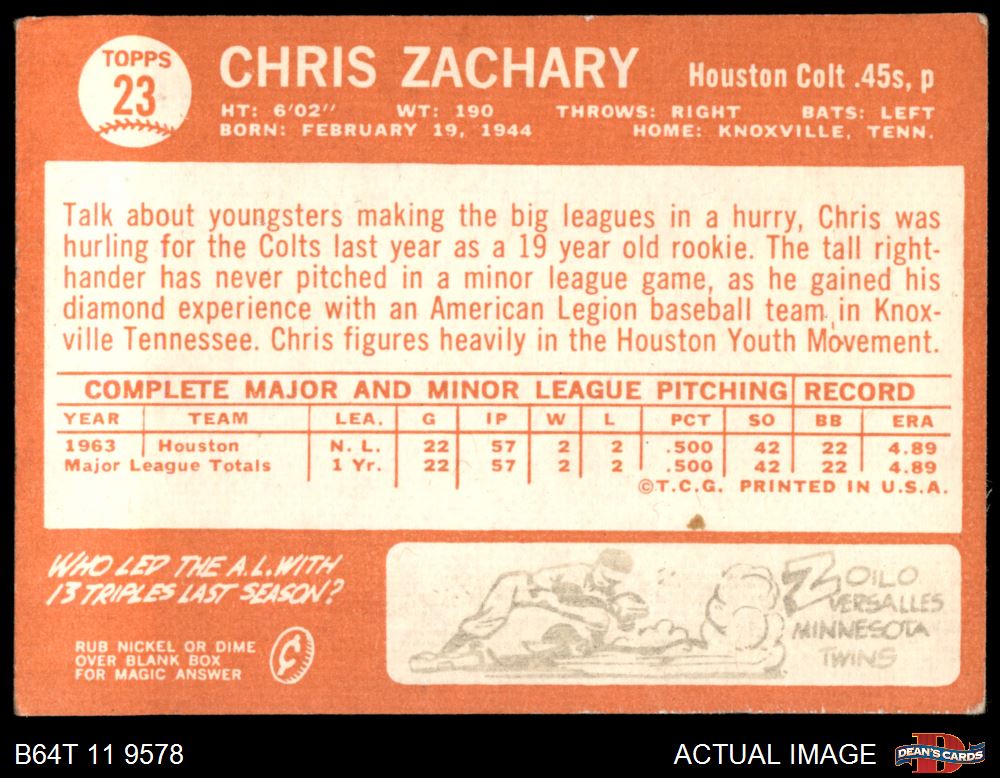 TOPPS
23
CHRIS ZACHARY
Houston Colt .45s, p
HT: 6'02" WT: 190 THROWS: RIGHT BATS: LEFT
BORN: FEBRUARY 19, 1944 HOME: KNOXVILLE, TENN.
Talk about youngsters making the big leagues in a hurry, Chris was
hurling for the Colts last year as a 19 year old rookie. The tall right-
hander has never pitched in a minor league game, as he gained his
diamond experience with an American Legion baseball team in Knox-
ville Tennessee. Chris figures heavily in the Houston Youth Movement.
COMPLETE MAJOR AND MINOR LEAGUE PITCHING RECORD
YEAR TEAM LEA. G IP W L PCT SO BB ERA
1963 Houston N. L. 22 57 2 2 .500 42 22 4.89
Major League Totals 1 Yr. 22 57 2 2 .500 42 22 4.89
©T.C.G. PRINTED IN U.S.A.
WHO LED THE A.L. WITH
13 TRIPLES LAST SEASON?
RUB NICKEL OR DIME
OVER BLANK BOX
FOR MAGIC ANSWER
¢
ZOILO
VERSALLES
MINNESOTA
TWINS
B64T 11 9578
ACTUAL IMAGE
DEAN'S CARDS